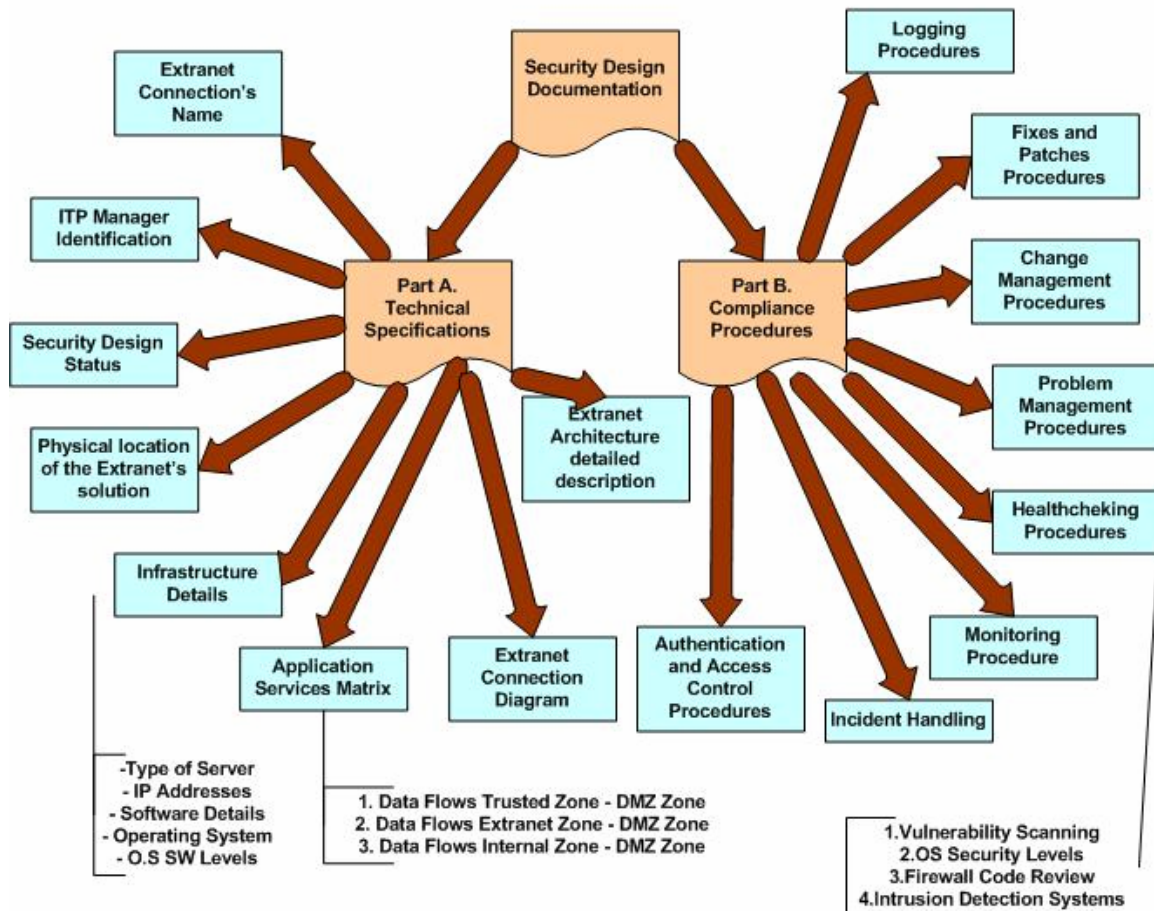 Security Design
Documentation
Extranet
Connection's
Name
ITP Manager
Identification
Security Design
Status
Physical location
of the Extranet's
solution
Infrastructure
Details
Application
Services Matrix
Extranet
Connection
Diagram
Extranet
Architecture
detailed
description
Part A.
Technical
Specifications
Part B.
Compliance
Procedures
Logging
Procedures
Fixes and
Patches
Procedures
Change
Management
Procedures
Problem
Management
Procedures
Healthcheking
Procedures
Monitoring
Procedure
Incident Handling
Authentication
and Access
Control
Procedures
-Type of Server
- IP Addresses
- Software Details
- Operating System
- O.S SW Levels
1. Data Flows Trusted Zone - DMZ Zone
2. Data Flows Extranet Zone - DMZ Zone
3. Data Flows Internal Zone - DMZ Zone
1.Vulnerability Scanning
2.OS Security Levels
3.Firewall Code Review
4.Intrusion Detection Systems